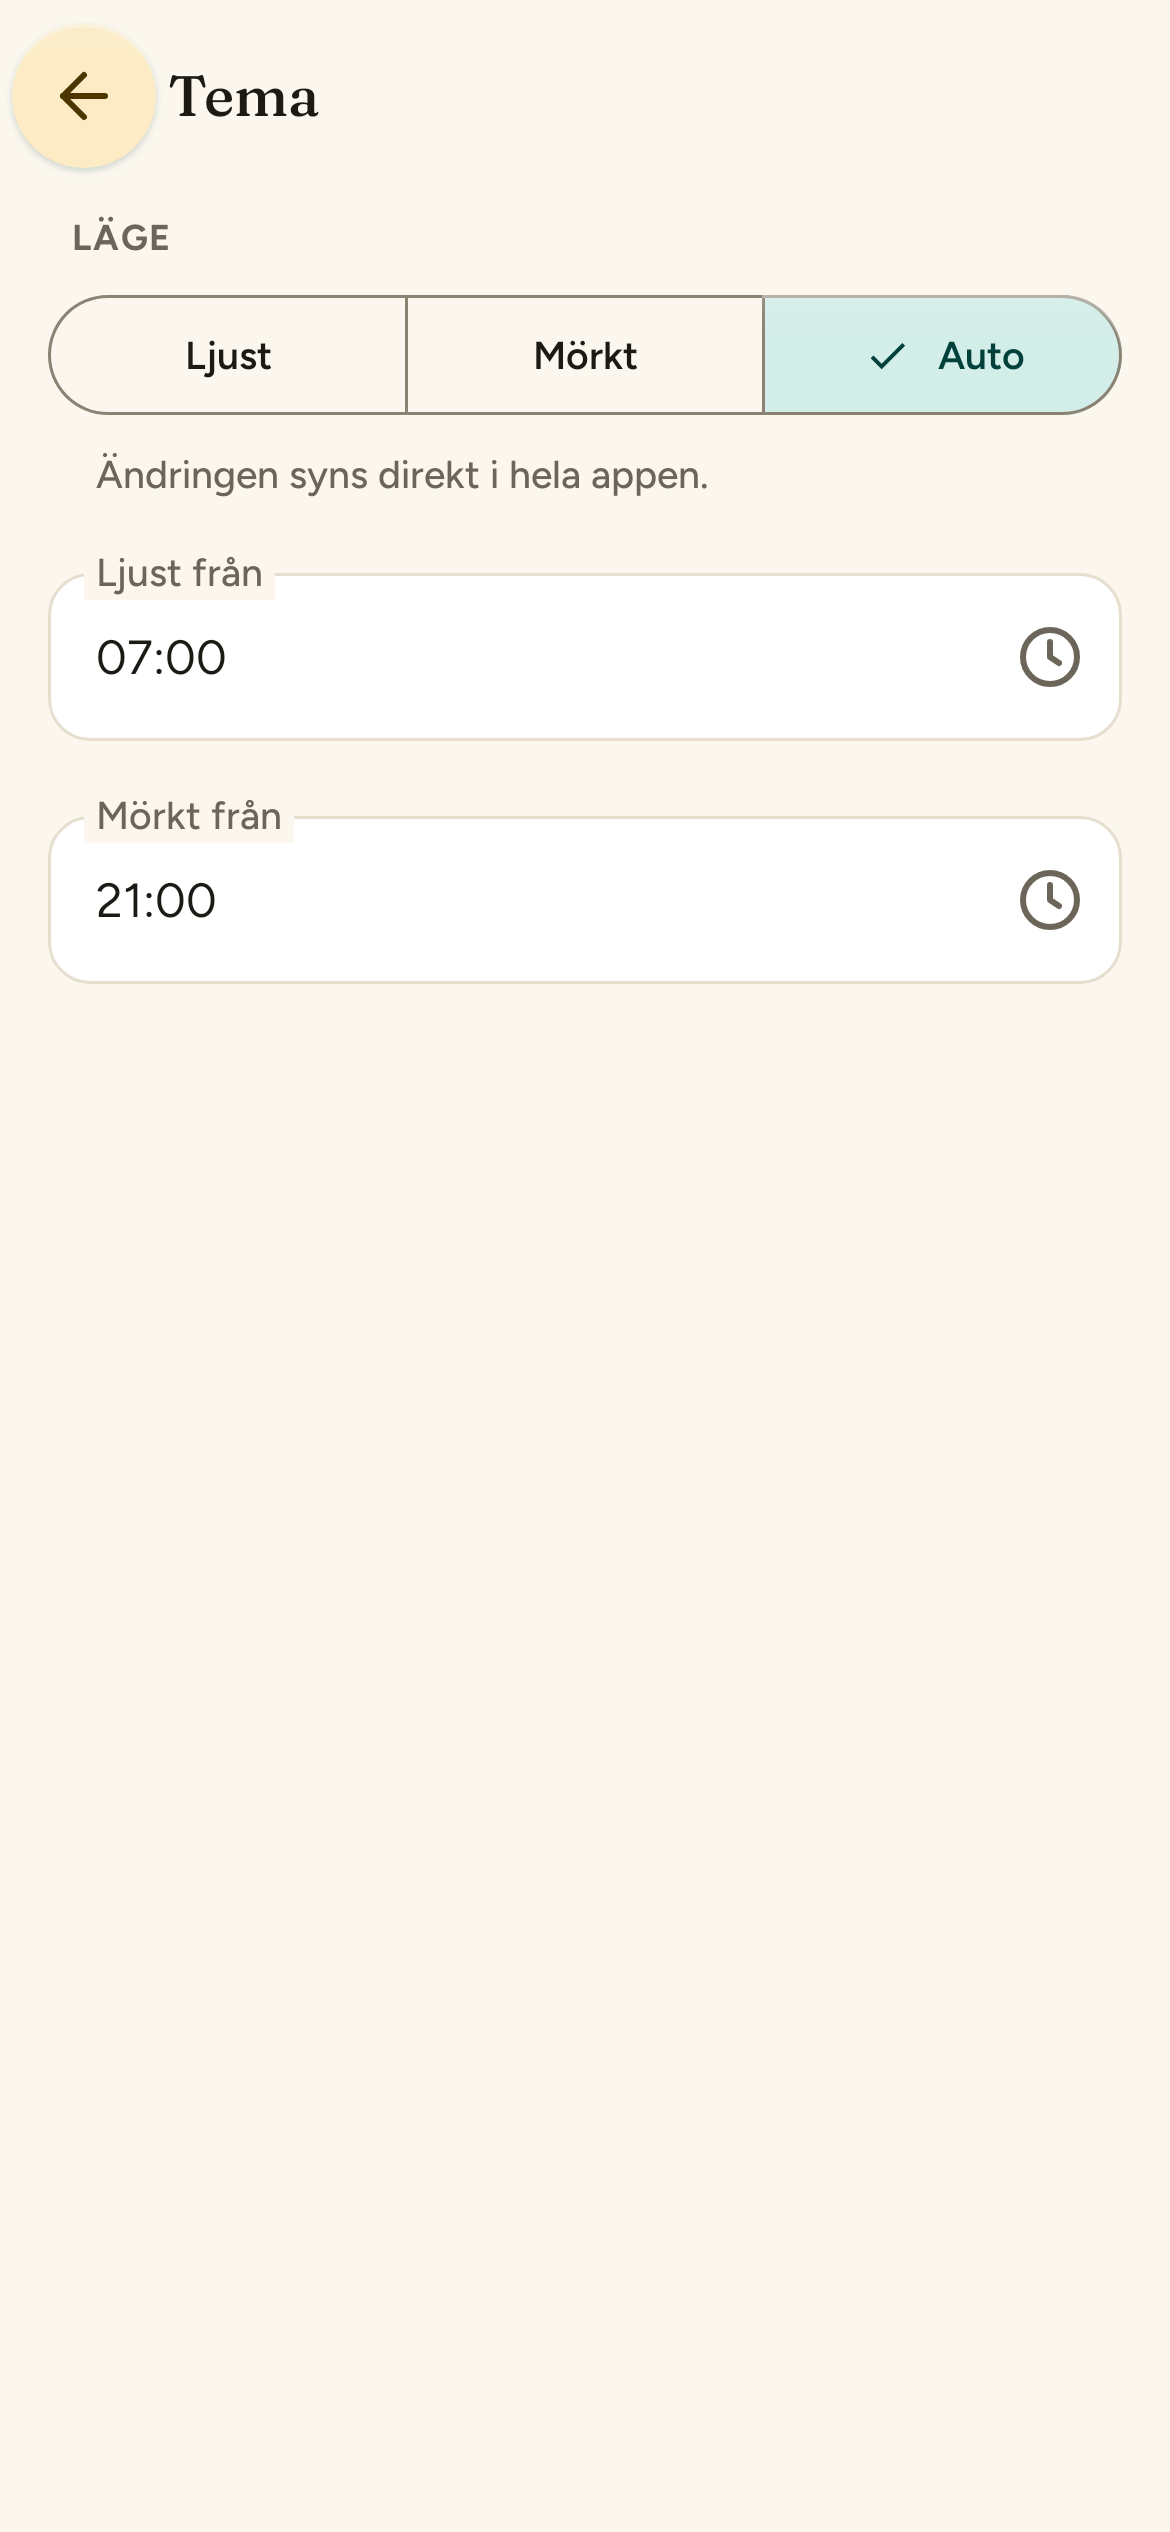 Tema
LÄGE
Ljust
Mörkt
Auto
Ändringen syns direkt i hela appen.
Ljust från
07:00
Mörkt från
21:00